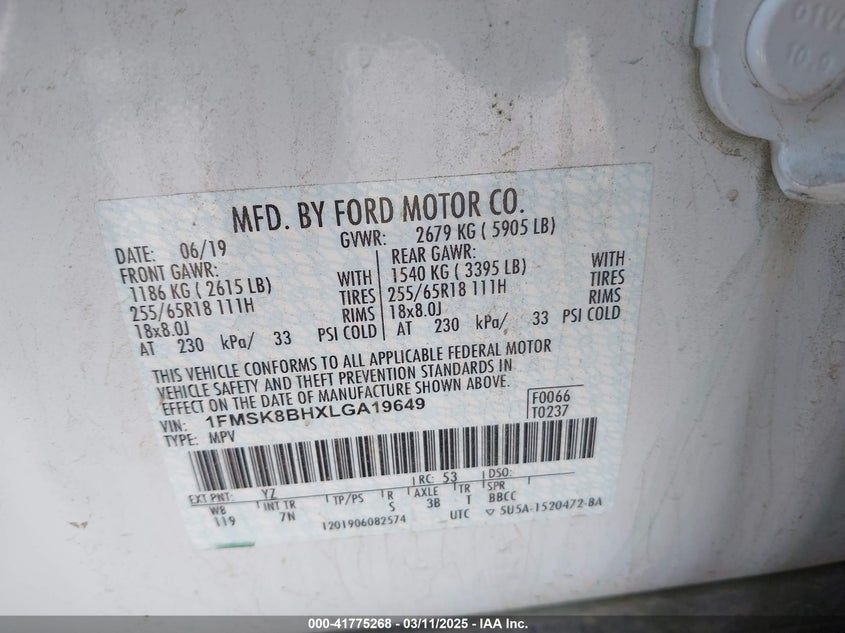 MFD. BY FORD MOTOR CO.
DATE: 06/19 GVWR: 2679 KG ( 5905 LB)
FRONT GAWR: REAR GAWR:
1186 KG ( 2615 LB) WITH 1540 KG ( 3395 LB) WITH
255/65R18 111H TIRES 255/65R18 111H TIRES
18x8.0J RIMS 18x8.0J RIMS
AT 230 kPa/ 33 PSI COLD AT 230 kPa/ 33 PSI COLD
THIS VEHICLE CONFORMS TO ALL APPLICABLE FEDERAL MOTOR
VEHICLE SAFETY AND THEFT PREVENTION STANDARDS IN
EFFECT ON THE DATE OF MANUFACTURE SHOWN ABOVE.
VIN: 1FMSK8BHXLGA19649 F0066
TYPE: MPV T0237
EXT PNT: YZ RC: 53 DSO:
WB INT TR TP/PS R AXLE TR SPR
119 7N S 3B T BBCC
1201906082574 UTC ▽ 5U5A-1520472-BA
000-41775268 - 03/11/2025 - IAA Inc.